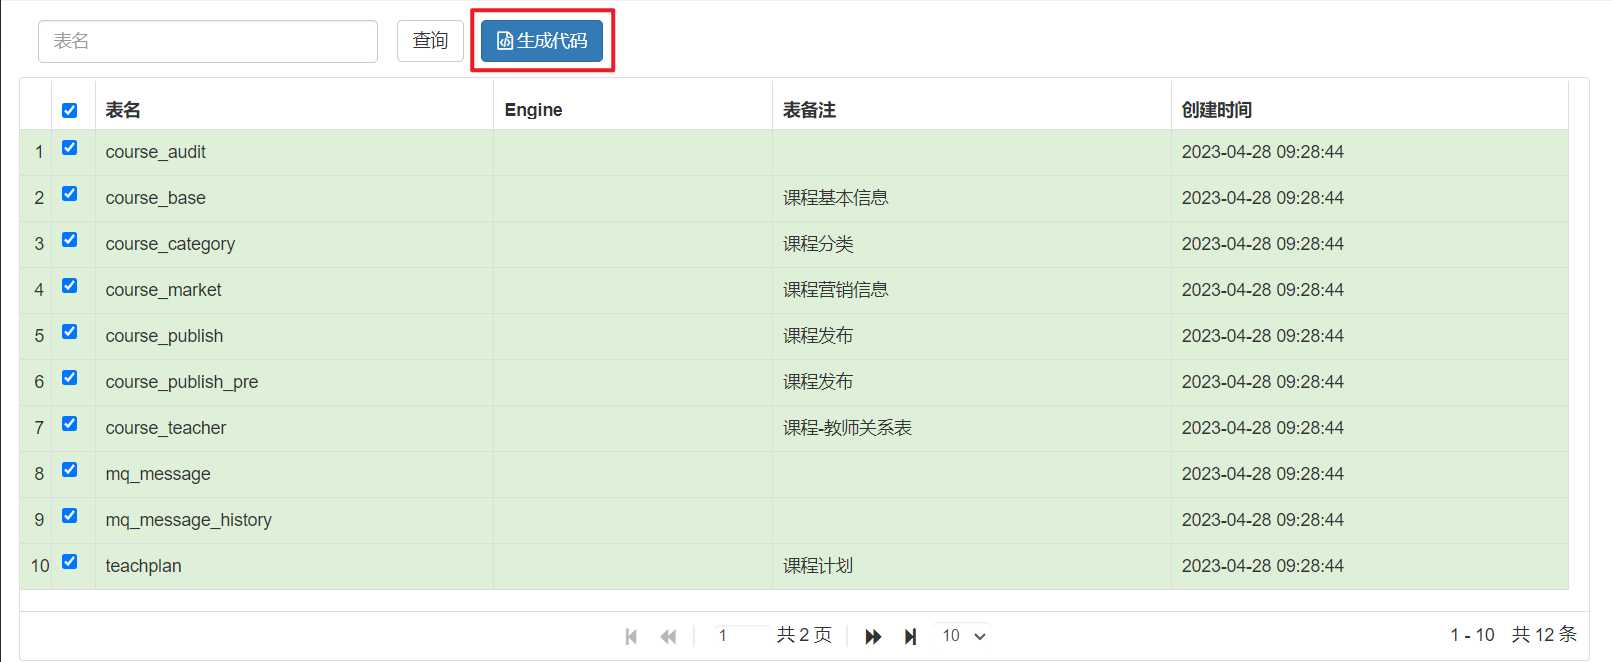 表名 查询 生成代码
表名 Engine 表备注 创建时间
1 course_audit 2023-04-28 09:28:44
2 course_base 课程基本信息 2023-04-28 09:28:44
3 course_category 课程分类 2023-04-28 09:28:44
4 course_market 课程营销信息 2023-04-28 09:28:44
5 course_publish 课程发布 2023-04-28 09:28:44
6 course_publish_pre 课程发布 2023-04-28 09:28:44
7 course_teacher 课程-教师关系表 2023-04-28 09:28:44
8 mq_message 2023-04-28 09:28:44
9 mq_message_history 2023-04-28 09:28:44
10 teachplan 课程计划 2023-04-28 09:28:44
1 共 2 页 10 1 - 10 共 12 条